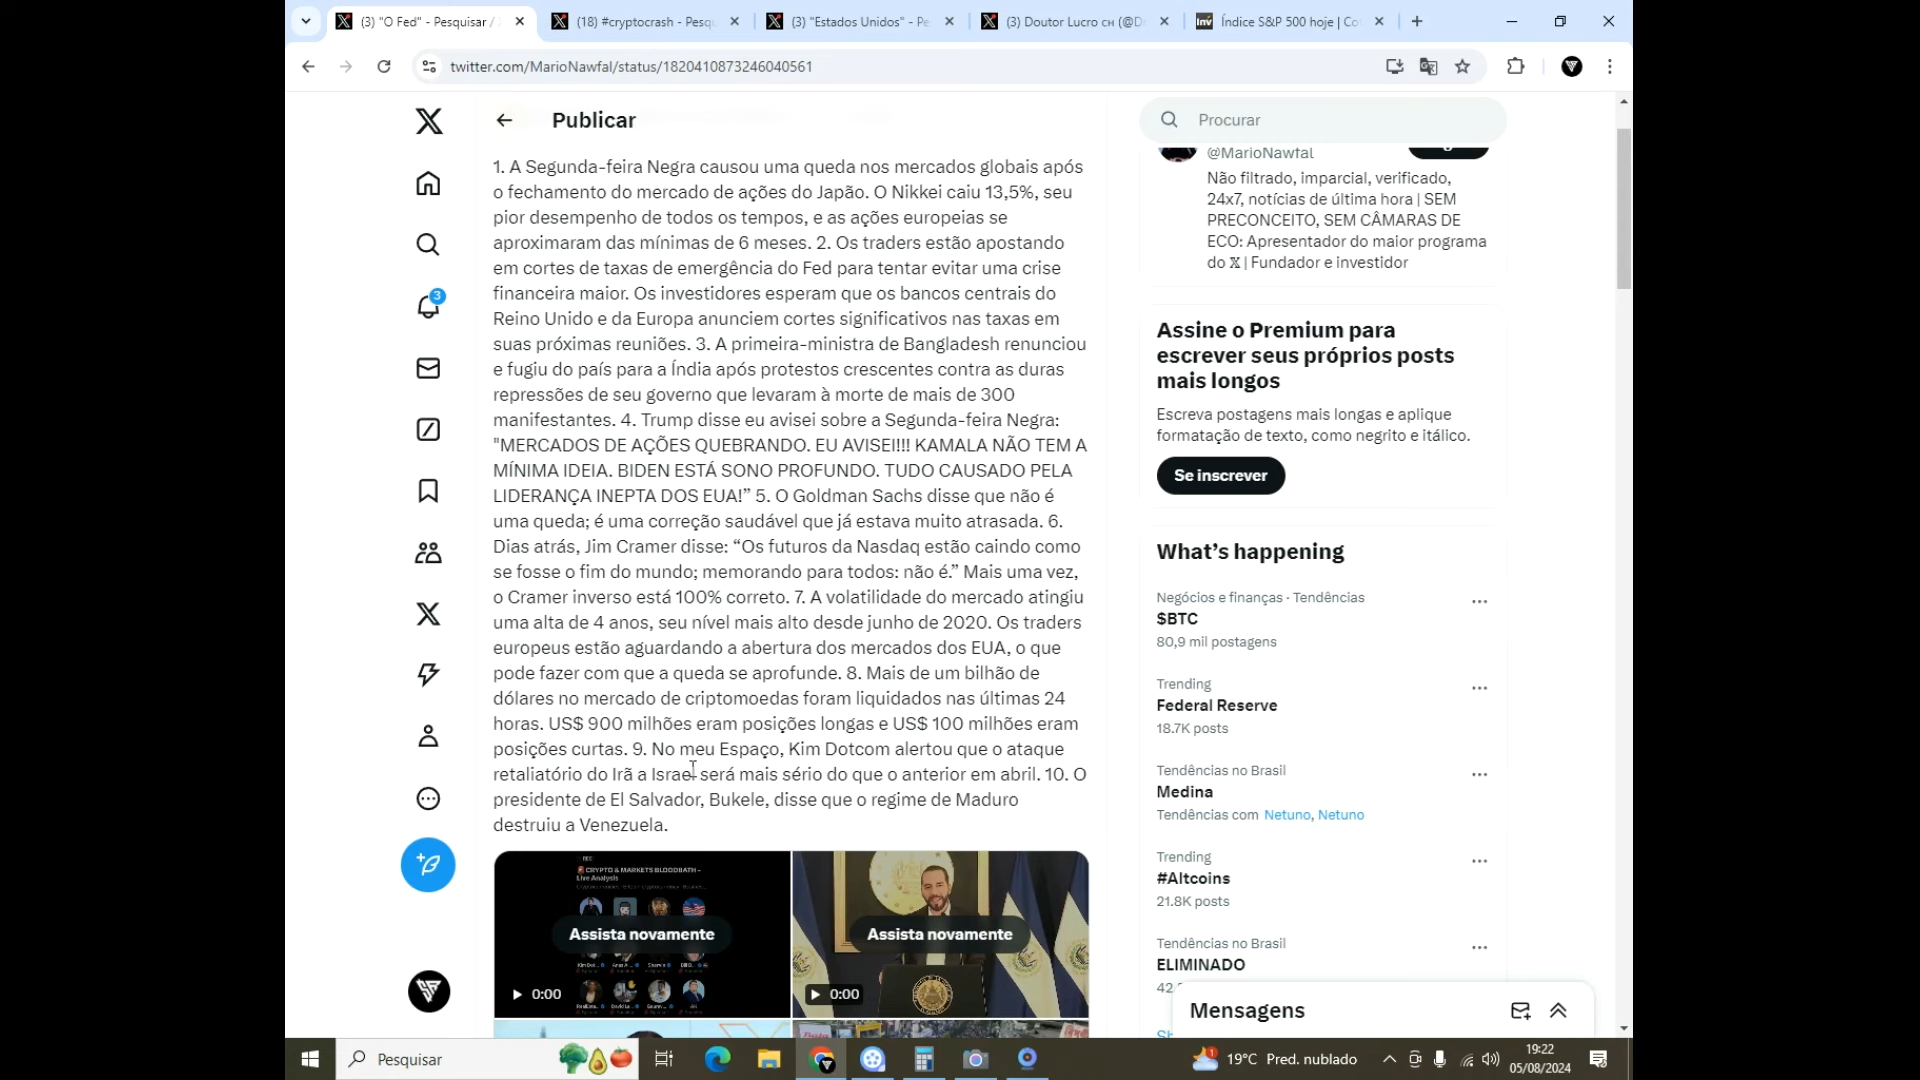 (3) "O Fed" - Pesquisar /
(18) #cryptocrash - Pesqu
(3) "Estados Unidos" - Pe
(3) Doutor Lucro CH (@D
Inv
Índice S&P 500 hoje | Co
twitter.com/MarioNawfal/status/1820410873246040561
Publicar
Procurar
1. A Segunda-feira Negra causou uma queda nos mercados globais após
o fechamento do mercado de ações do Japão. O Nikkei caiu 13,5%, seu
pior desempenho de todos os tempos, e as ações europeias se
aproximaram das mínimas de 6 meses. 2. Os traders estão apostando
em cortes de taxas de emergência do Fed para tentar evitar uma crise
financeira maior. Os investidores esperam que os bancos centrais do
Reino Unido e da Europa anunciem cortes significativos nas taxas em
suas próximas reuniões. 3. A primeira-ministra de Bangladesh renunciou
e fugiu do país para a Índia após protestos crescentes contra as duras
repressões de seu governo que levaram à morte de mais de 300
manifestantes. 4. Trump disse eu avisei sobre a Segunda-feira Negra:
"MERCADOS DE AÇÕES QUEBRANDO. EU AVISEI!!! KAMALA NÃO TEM A
MÍNIMA IDEIA. BIDEN ESTÁ SONO PROFUNDO. TUDO CAUSADO PELA
LIDERANÇA INEPTA DOS EUA!” 5. O Goldman Sachs disse que não é
uma queda; é uma correção saudável que já estava muito atrasada. 6.
Dias atrás, Jim Cramer disse: “Os futuros da Nasdaq estão caindo como
se fosse o fim do mundo; memorando para todos: não é.” Mais uma vez,
o Cramer inverso está 100% correto. 7. A volatilidade do mercado atingiu
uma alta de 4 anos, seu nível mais alto desde junho de 2020. Os traders
europeus estão aguardando a abertura dos mercados dos EUA, o que
pode fazer com que a queda se aprofunde. 8. Mais de um bilhão de
dólares no mercado de criptomoedas foram liquidados nas últimas 24
horas. US$ 900 milhões eram posições longas e US$ 100 milhões eram
posições curtas. 9. No meu Espaço, Kim Dotcom alertou que o ataque
retaliatório do Irã a Israel será mais sério do que o anterior em abril. 10. O
presidente de El Salvador, Bukele, disse que o regime de Maduro
destruiu a Venezuela.
REC
CRYPTO & MARKETS BLOODBATH -
Live Analysis
Assista novamente
0:00
Assista novamente
0:00
@MarioNawfal
Não filtrado, imparcial, verificado,
24x7, notícias de última hora | SEM
PRECONCEITO, SEM CÂMARAS DE
ECO: Apresentador do maior programa
do 𝕏 | Fundador e investidor
Assine o Premium para
escrever seus próprios posts
mais longos
Escreva postagens mais longas e aplique
formatação de texto, como negrito e itálico.
Se inscrever
What’s happening
Negócios e finanças · Tendências
$BTC
80,9 mil postagens
Trending
Federal Reserve
18.7K posts
Tendências no Brasil
Medina
Tendências com Netuno, Netuno
Trending
#Altcoins
21.8K posts
Tendências no Brasil
ELIMINADO
42
Sh
Mensagens
3
Pesquisar
19°C Pred. nublado
19:22
05/08/2024